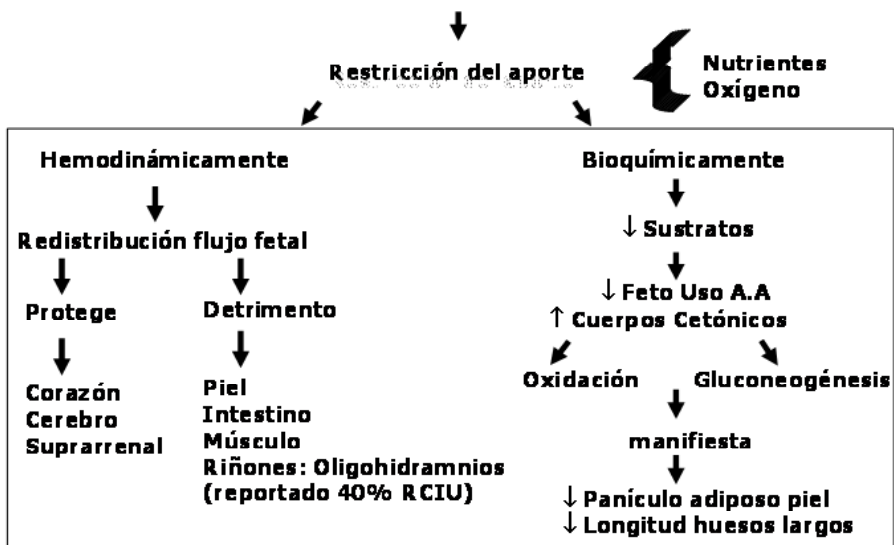 Restricción del aporte
Nutrientes
Oxígeno
Hemodinámicamente
Redistribución flujo fetal
Protege
Corazón
Cerebro
Suprarrenal
Detrimento
Piel
Intestino
Músculo
Riñones: Oligohidramnios
(reportado 40% RCIU)
Bioquímicamente
↓ Sustratos
↓ Feto Uso A.A
↑ Cuerpos Cetónicos
Oxidación
Gluconeogénesis
manifiesta
↓ Panículo adiposo piel
↓ Longitud huesos largos